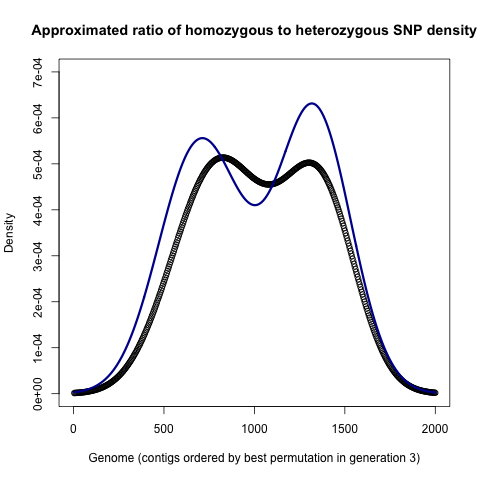 Approximated ratio of homozygous to heterozygous SNP density
7e-04
6e-04
5e-04
4e-04
3e-04
2e-04
1e-04
0e+00
Density
0 500 1000 1500 2000
Genome (contigs ordered by best permutation in generation 3)